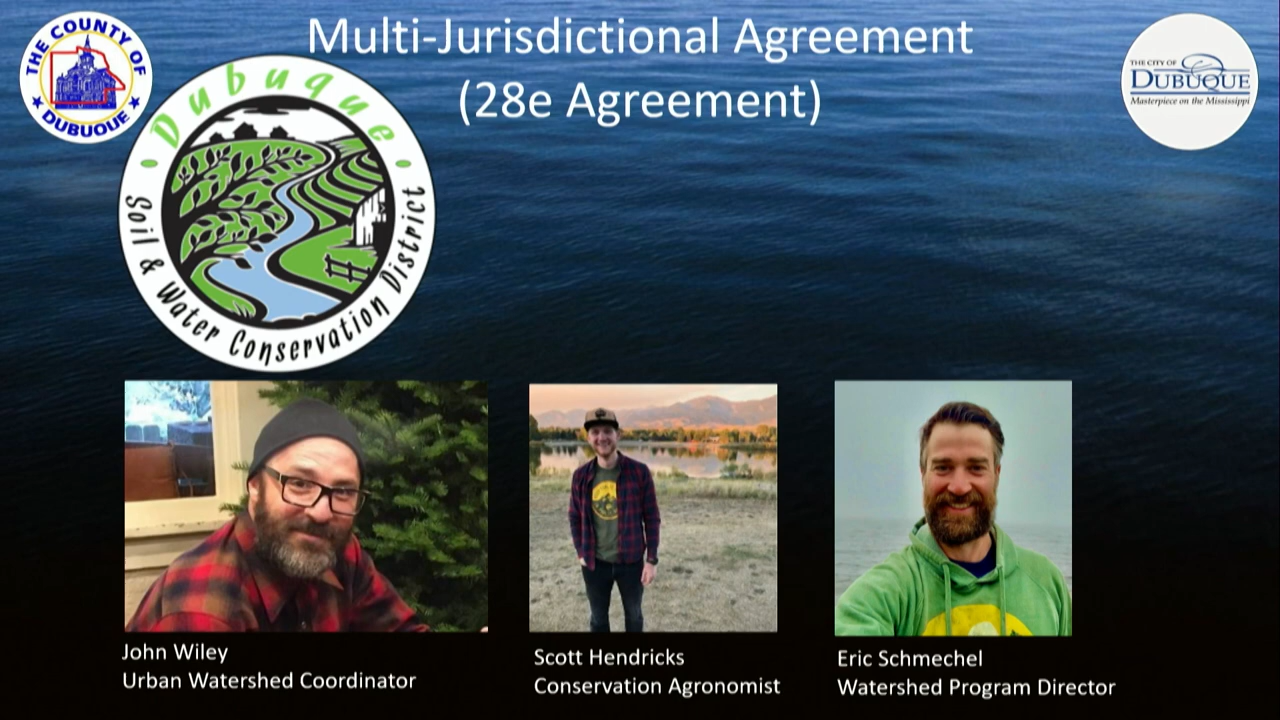 Multi-Jurisdictional Agreement
(28e Agreement)
THE COUNTY OF
DUBUQUE
Dubuque
Soil & Water Conservation District
THE CITY OF
DUBUQUE
Masterpiece on the Mississippi
John Wiley
Urban Watershed Coordinator
Scott Hendricks
Conservation Agronomist
Eric Schmechel
Watershed Program Director